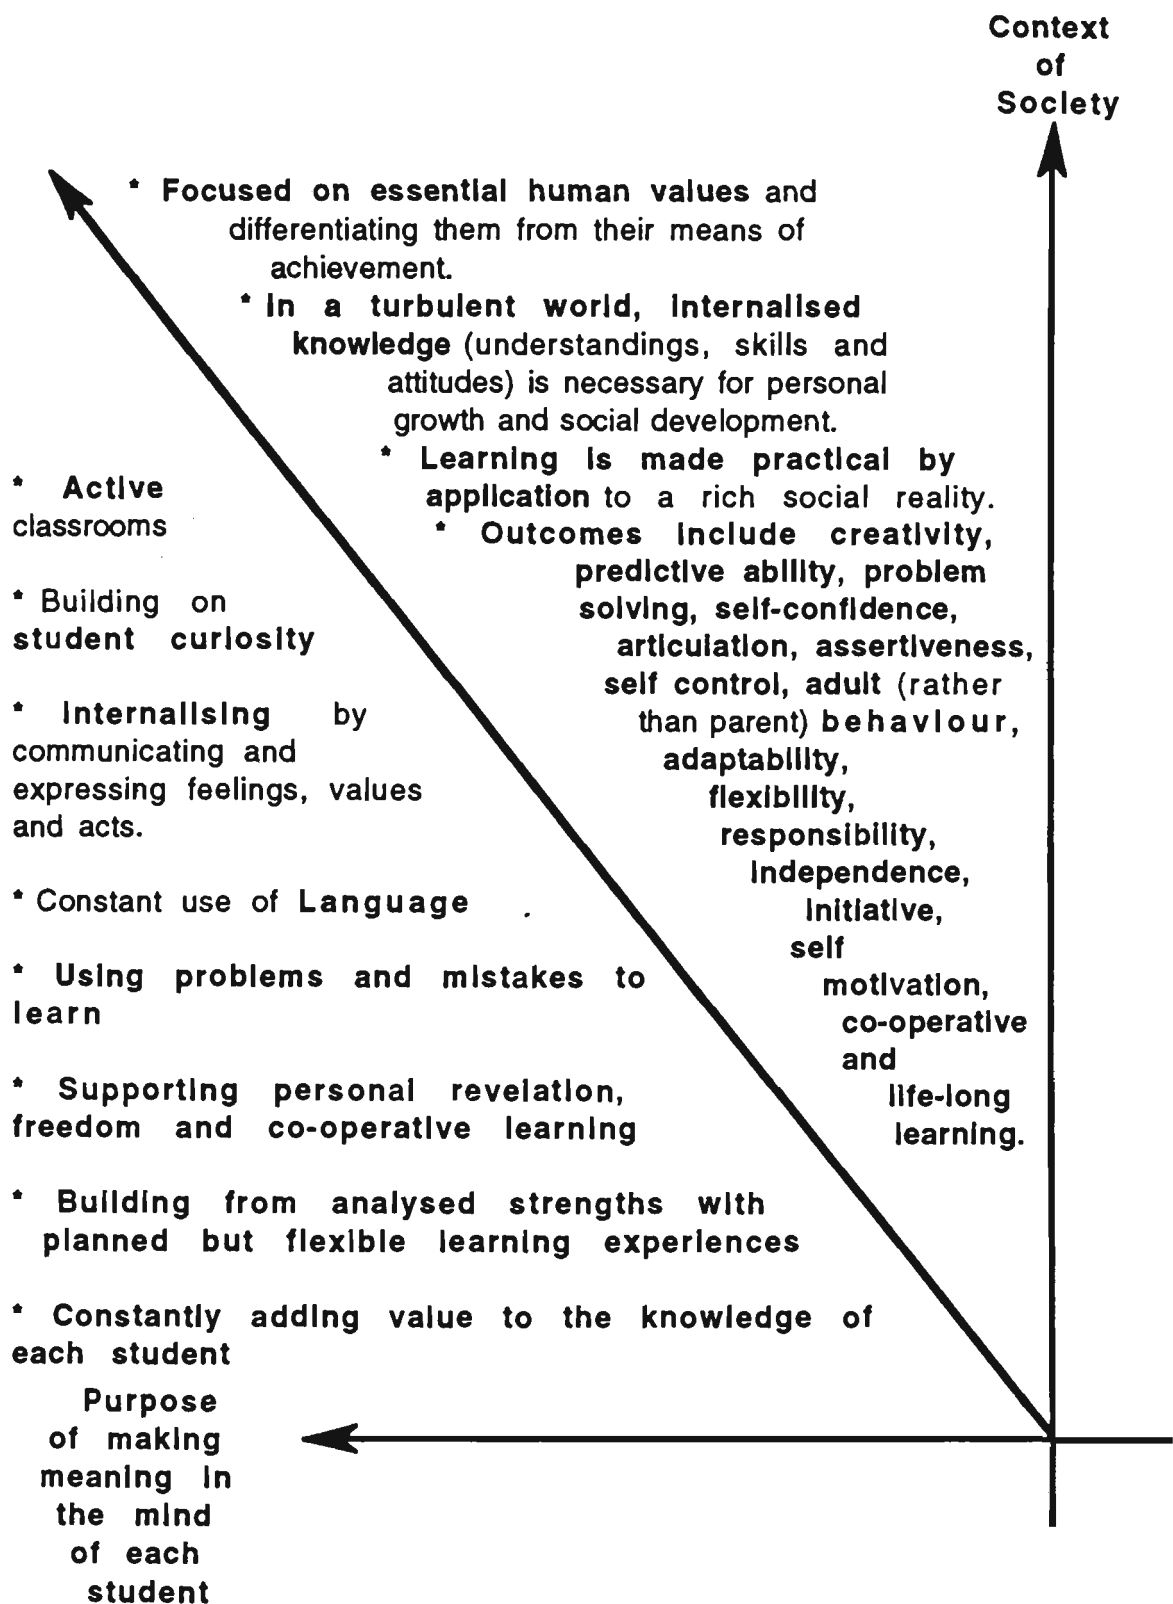 Context
of
Society
* Focused on essential human values and
differentiating them from their means of
achievement.
* In a turbulent world, internalised
knowledge (understandings, skills and
attitudes) is necessary for personal
growth and social development.
* Learning is made practical by
application to a rich social reality.
* Outcomes include creativity,
predictive ability, problem
solving, self-confidence,
articulation, assertiveness,
self control, adult (rather
than parent) behaviour,
adaptability,
flexibility,
responsibility,
independence,
initiative,
self
motivation,
co-operative
and
life-long
learning.
* Active
classrooms
* Building on
student curiosity
* Internalising by
communicating and
expressing feelings, values
and acts.
* Constant use of Language
* Using problems and mistakes to
learn
* Supporting personal revelation,
freedom and co-operative learning
* Building from analysed strengths with
planned but flexible learning experiences
* Constantly adding value to the knowledge of
each student
Purpose
of making
meaning in
the mind
of each
student